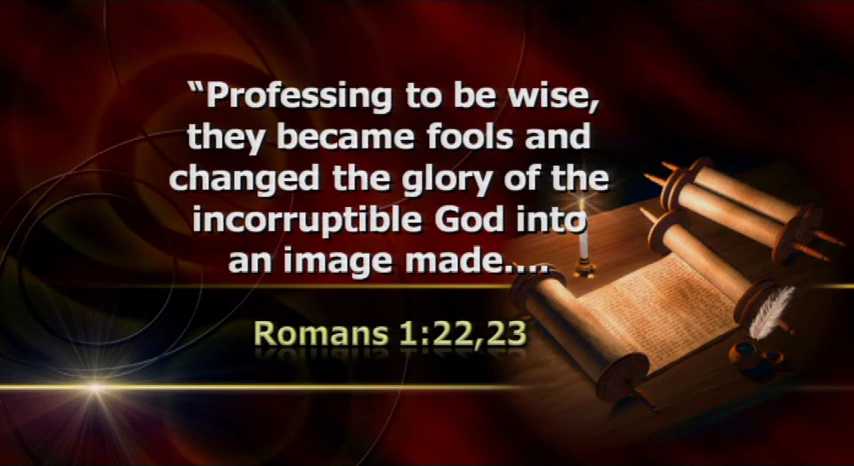 “Professing to be wise,
they became fools and
changed the glory of the
incorruptible God into
an image made....
Romans 1:22,23